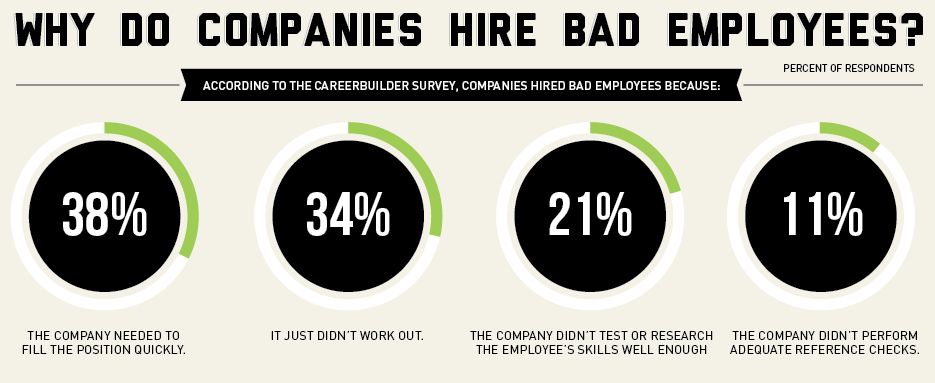 WHY DO COMPANIES HIRE BAD EMPLOYEES?
PERCENT OF RESPONDENTS
ACCORDING TO THE CAREERBUILDER SURVEY, COMPANIES HIRED BAD EMPLOYEES BECAUSE:
38%
34%
21%
11%
THE COMPANY NEEDED TO
FILL THE POSITION QUICKLY.
IT JUST DIDN'T WORK OUT.
THE COMPANY DIDN'T TEST OR RESEARCH
THE EMPLOYEE'S SKILLS WELL ENOUGH
THE COMPANY DIDN'T PERFORM
ADEQUATE REFERENCE CHECKS.